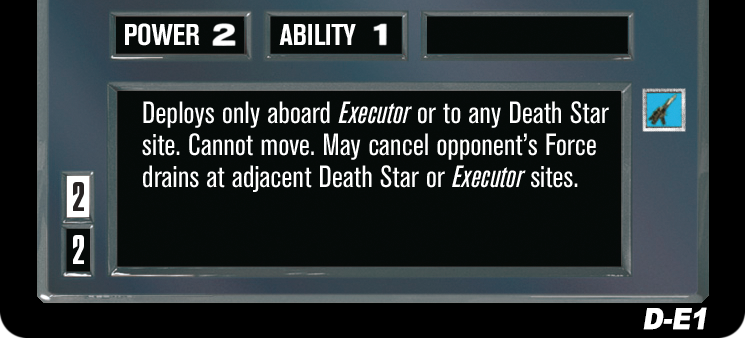 POWER 2 ABILITY 1
Deploys only aboard Executor or to any Death Star
site. Cannot move. May cancel opponent's Force
drains at adjacent Death Star or Executor sites.
2
2
D-E1